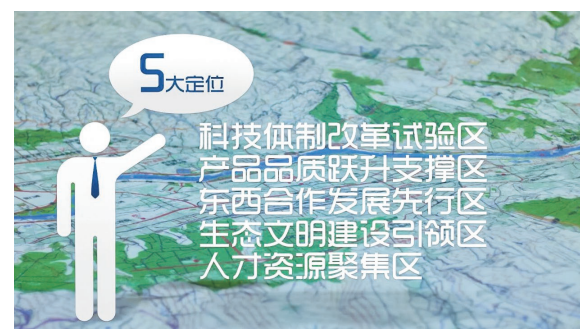 5大定位
科技体制改革试验区
产品品质跃升支撑区
东西合作发展先行区
生态文明建设引领区
人才资源聚集区